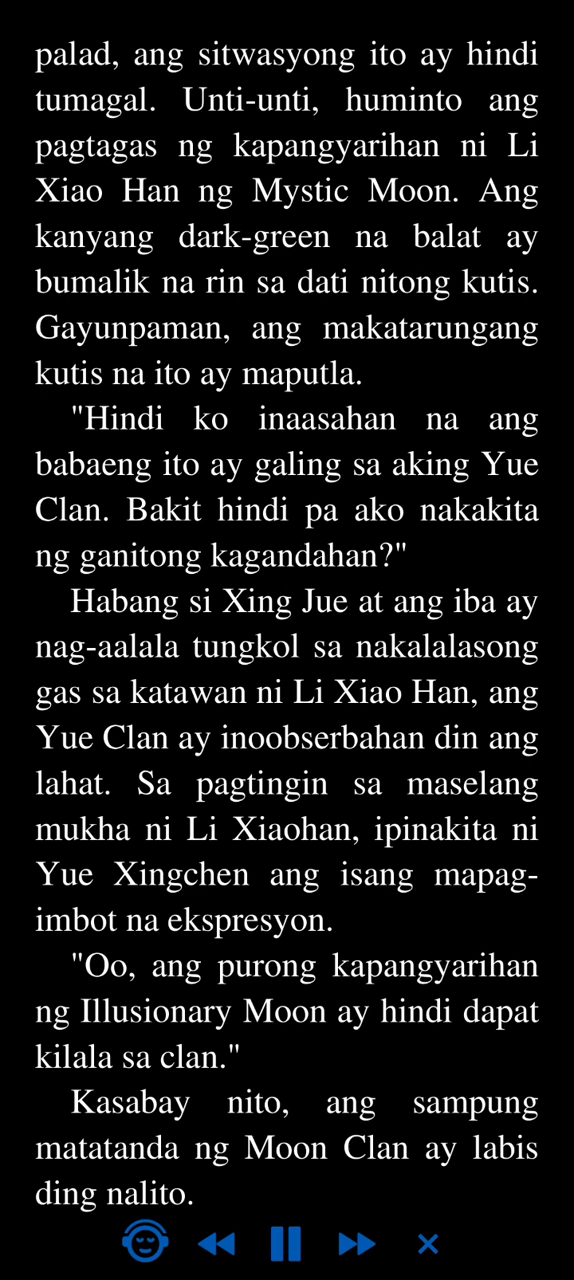 palad, ang sitwasyong ito ay hindi
tumagal. Unti-unti, huminto ang
pagtagas ng kapangyarihan ni Li
Xiao Han ng Mystic Moon. Ang
kanyang dark-green na balat ay
bumalik na rin sa dati nitong kutis.
Gayunpaman, ang makatarungang
kutis na ito ay maputla.
"Hindi ko inaasahan na ang
babaeng ito ay galing sa aking Yue
Clan. Bakit hindi pa ako nakakita
ng ganitong kagandahan?"
Habang si Xing Jue at ang iba ay
nag-aalala tungkol sa nakalalasong
gas sa katawan ni Li Xiao Han, ang
Yue Clan ay inoobserbahan din ang
lahat. Sa pagtingin sa maselang
mukha ni Li Xiaohan, ipinakita ni
Yue Xingchen ang isang mapag-
imbot na ekspresyon.
"Oo, ang purong kapangyarihan
ng Illusionary Moon ay hindi dapat
kilala sa clan."
Kasabay nito, ang sampung
matatanda ng Moon Clan ay labis
ding nalito.